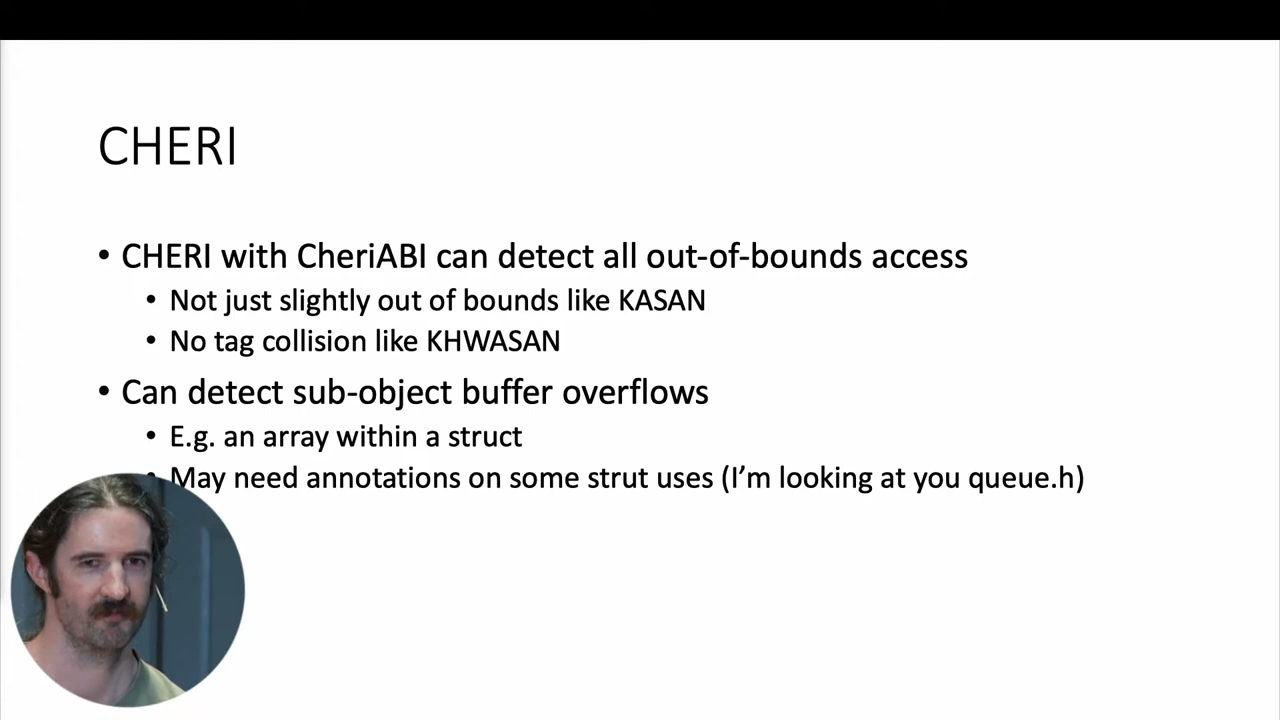 CHERI
• CHERI with CheriABI can detect all out-of-bounds access
• Not just slightly out of bounds like KASAN
• No tag collision like KHWASAN
• Can detect sub-object buffer overflows
• E.g. an array within a struct
• May need annotations on some strut uses (I’m looking at you queue.h)